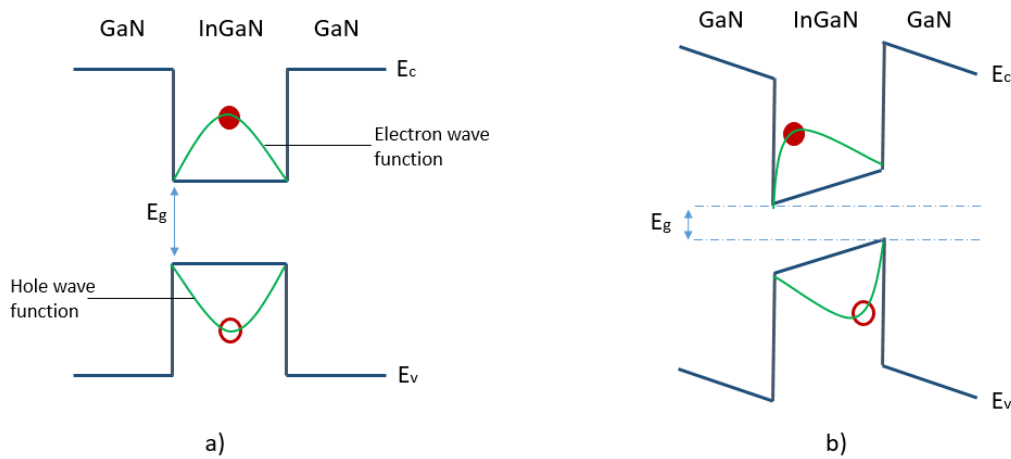 GaN InGaN GaN
Ec
Electron wave
function
Eg
Hole wave
function
Ev
a)
GaN InGaN GaN
Ec
Eg
Ev
b)